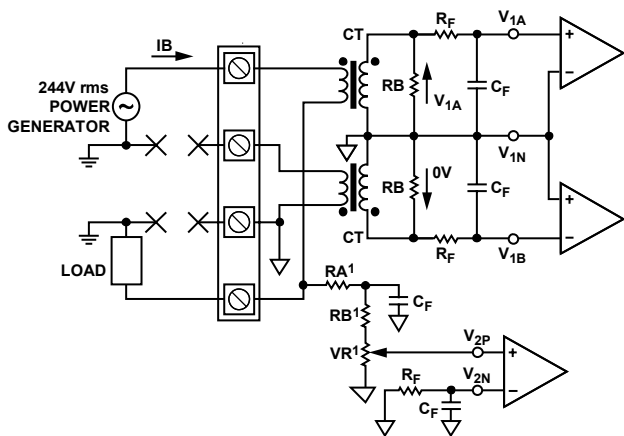 IB
244V rms
POWER
GENERATOR
~
CT
RB
V1A
RF
CF
V1A
+
–
V1N
RB
0V
CF
CT
RF
V1B
+
–
LOAD
RA1
RB1
CF
VR1
V2P
+
RF
V2N
–
CF